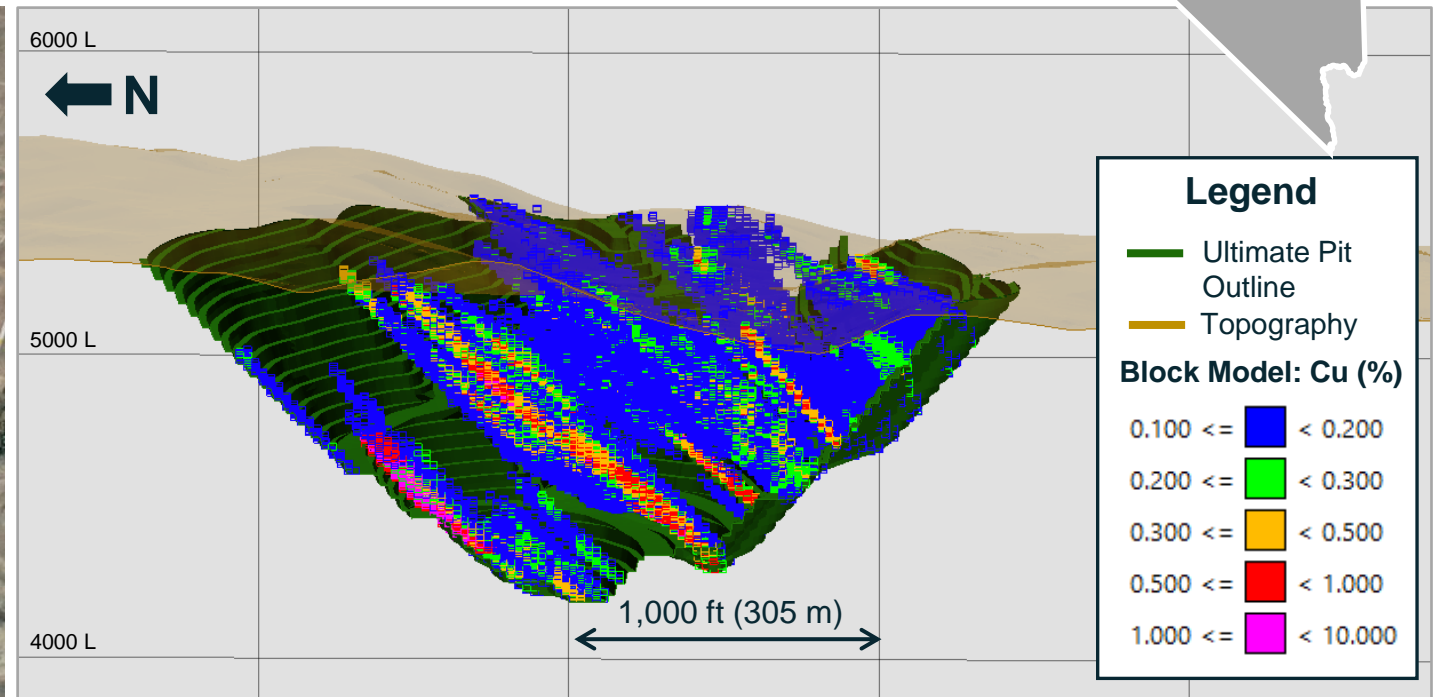 6000 L
N
5000 L
4000 L
1,000 ft (305 m)
Legend
Ultimate Pit
Outline
Topography
Block Model: Cu (%)
0.100 <= < 0.200
0.200 <= < 0.300
0.300 <= < 0.500
0.500 <= < 1.000
1.000 <= < 10.000